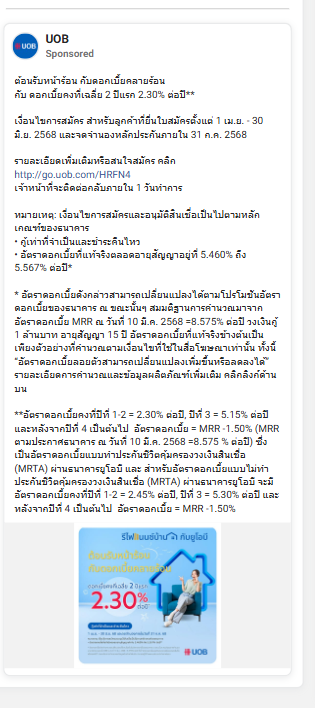 UOB
UOB
Sponsored
ต้อนรับหน้าร้อน กับดอกเบี้ยคลายร้อน
กับ ดอกเบี้ยคงที่เฉลี่ย 2 ปีแรก 2.30% ต่อปี**
เงื่อนไขการสมัคร สำหรับลูกค้าที่ยื่นใบสมัครตั้งแต่ 1 เม.ย. - 30
มิ.ย. 2568 และจดจำนองหลักประกันภายใน 31 ก.ค. 2568
รายละเอียดเพิ่มเติมหรือสนใจสมัคร คลิก
http://go.uob.com/HRFN4
เจ้าหน้าที่จะติดต่อกลับภายใน 1 วันทำการ
หมายเหตุ: เงื่อนไขการสมัครและอนุมัติสินเชื่อเป็นไปตามหลัก
เกณฑ์ของธนาคาร
• กู้เท่าที่จำเป็นและชำระคืนไหว
• อัตราดอกเบี้ยที่แท้จริงตลอดอายุสัญญาอยู่ที่ 5.460% ถึง
5.567% ต่อปี*
* อัตราดอกเบี้ยดังกล่าวสามารถเปลี่ยนแปลงได้ตามโปรโมชันอัตรา
ดอกเบี้ยของธนาคาร ณ ขณะนั้นๆ สมมติฐานการคำนวณมาจาก
อัตราดอกเบี้ย MRR ณ วันที่ 10 มี.ค. 2568 =8.575% ต่อปี วงเงินกู้
1 ล้านบาท อายุสัญญา 15 ปี อัตราดอกเบี้ยที่แท้จริงข้างต้นเป็น
เพียงตัวอย่างที่คำนวณตามเงื่อนไขที่ใช้ในสื่อโฆษณาเท่านั้น ทั้งนี้
"อัตราดอกเบี้ยลอยตัวสามารถเปลี่ยนแปลงเพิ่มขึ้นหรือลดลงได้"
รายละเอียดการคำนวณและข้อมูลผลิตภัณฑ์เพิ่มเติม คลิกลิงก์ด้าน
บน
**อัตราดอกเบี้ยคงที่ปีที่ 1-2 = 2.30% ต่อปี, ปีที่ 3 = 5.15% ต่อปี
และหลังจากปีที่ 4 เป็นต้นไป อัตราดอกเบี้ย = MRR -1.50% (MRR
ตามประกาศธนาคาร ณ วันที่ 10 มี.ค. 2568 =8.575 % ต่อปี) ซึ่ง
เป็นอัตราดอกเบี้ยแบบทำประกันชีวิตคุ้มครองวงเงินสินเชื่อ
(MRTA) ผ่านธนาคารยูโอบี และ สำหรับอัตราดอกเบี้ยแบบไม่ทำ
ประกันชีวิตคุ้มครองวงเงินสินเชื่อ (MRTA) ผ่านธนาคารยูโอบี จะมี
อัตราดอกเบี้ยคงที่ปีที่ 1-2 = 2.45% ต่อปี, ปีที่ 3 = 5.30% ต่อปี และ
หลังจากปีที่ 4 เป็นต้นไป อัตราดอกเบี้ย = MRR -1.50%
รีไฟแนนซ์บ้าน กับยูโอบี
ต้อนรับหน้าร้อน
ด้วยดอกเบี้ยคลายร้อน
ดอกเบี้ยคงที่เฉลี่ย 2 ปีแรก
2.30% ต่อปี
UOB